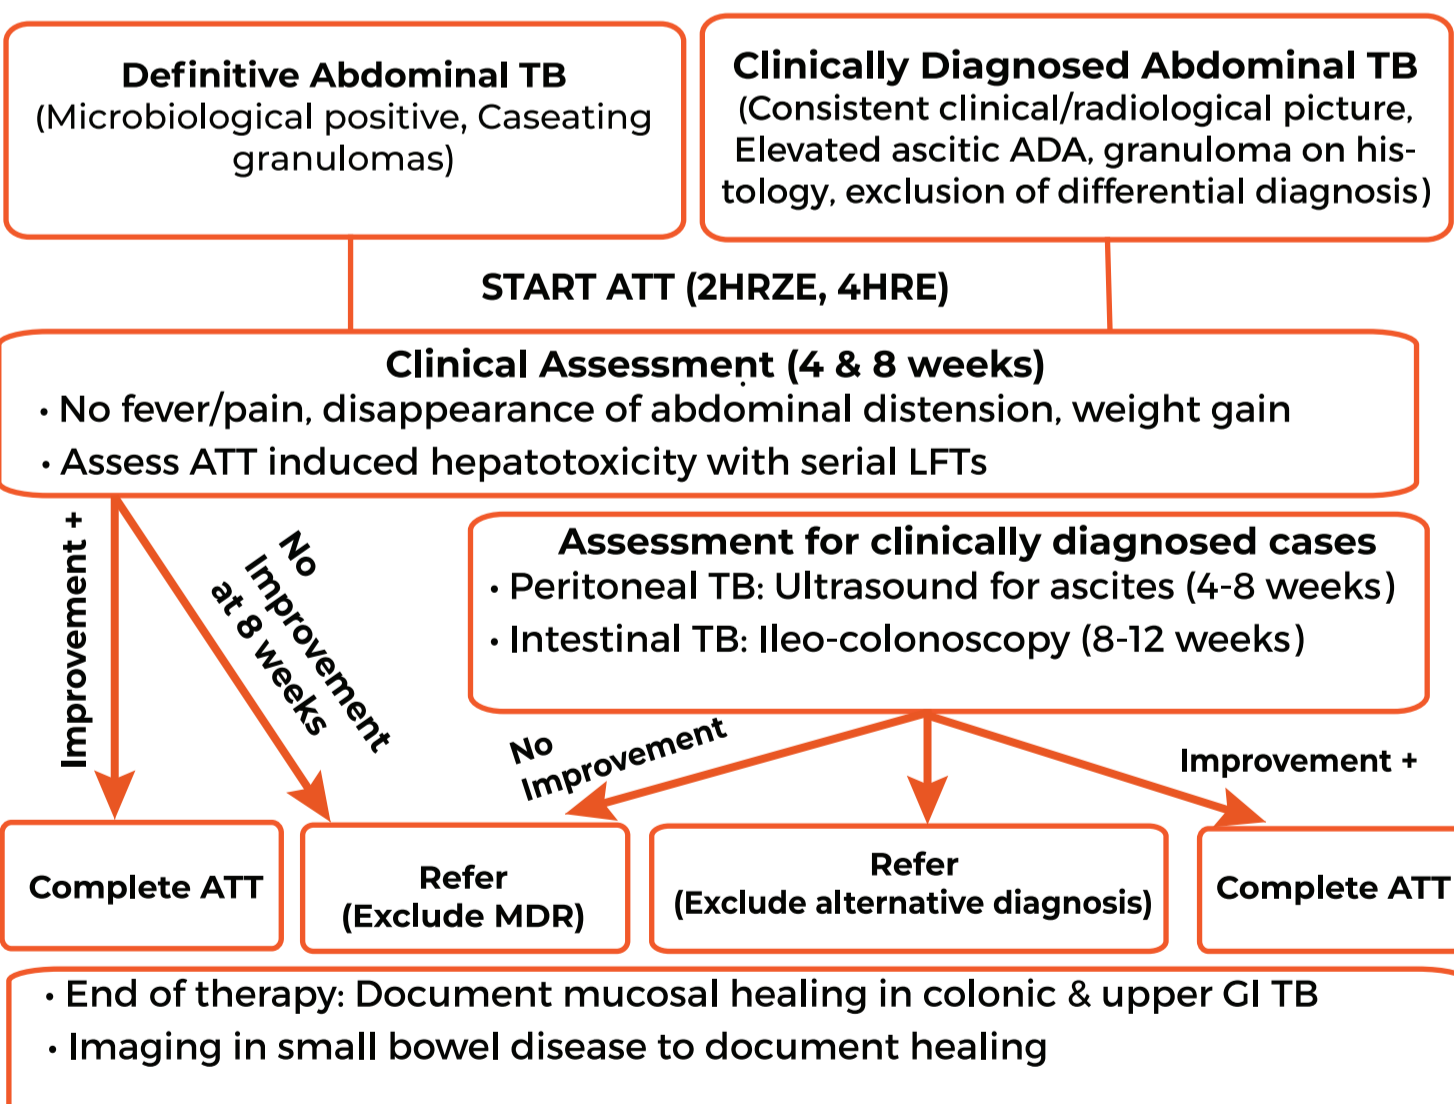 Definitive Abdominal TB
(Microbiological positive, Caseating
granulomas)
Clinically Diagnosed Abdominal TB
(Consistent clinical/radiological picture,
Elevated ascitic ADA, granuloma on his-
tology, exclusion of differential diagnosis)
START ATT (2HRZE, 4HRE)
Clinical Assessment (4 & 8 weeks)
• No fever/pain, disappearance of abdominal distension, weight gain
• Assess ATT induced hepatotoxicity with serial LFTs
Improvement +
No
Improvement
at 8 weeks
Assessment for clinically diagnosed cases
• Peritoneal TB: Ultrasound for ascites (4-8 weeks)
• Intestinal TB: Ileo-colonoscopy (8-12 weeks)
No
Improvement
Improvement +
Complete ATT
Refer
(Exclude MDR)
Refer
(Exclude alternative diagnosis)
Complete ATT
• End of therapy: Document mucosal healing in colonic & upper GI TB
• Imaging in small bowel disease to document healing